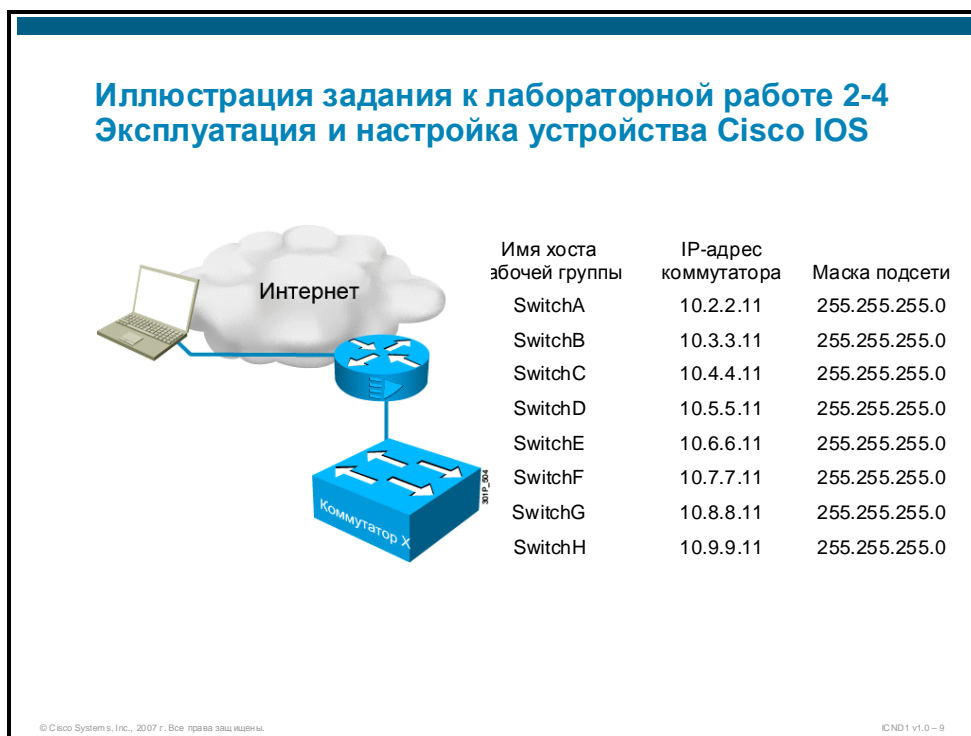 Иллюстрация задания к лабораторной работе 2-4
Эксплуатация и настройка устройства Cisco IOS
Интернет
Коммутатор X
301P_504
Имя хоста
абочей группы
IP-адрес
коммутатора
Маска подсети
SwitchA 10.2.2.11 255.255.255.0
SwitchB 10.3.3.11 255.255.255.0
SwitchC 10.4.4.11 255.255.255.0
SwitchD 10.5.5.11 255.255.255.0
SwitchE 10.6.6.11 255.255.255.0
SwitchF 10.7.7.11 255.255.255.0
SwitchG 10.8.8.11 255.255.255.0
SwitchH 10.9.9.11 255.255.255.0
© Cisco Systems, Inc., 2007 г. Все права защищены.
ICND1 v1.0 – 9